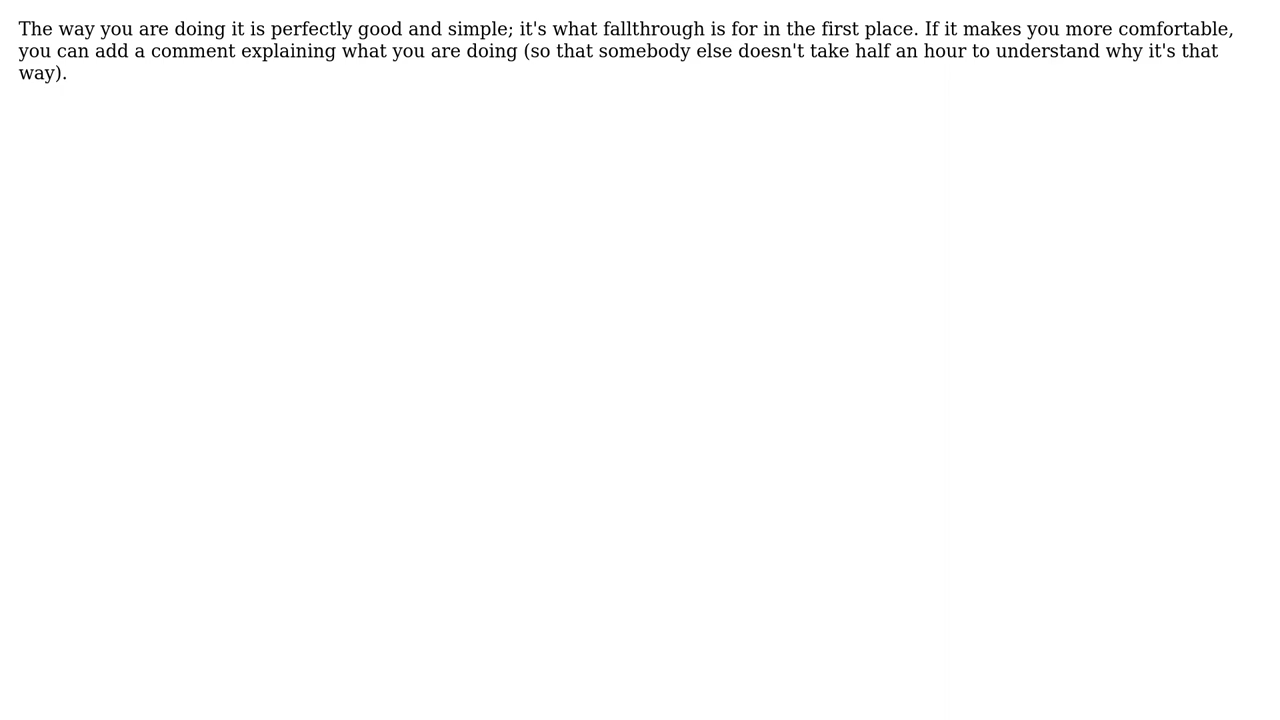 The way you are doing it is perfectly good and simple; it's what fallthrough is for in the first place. If it makes you more comfortable,
you can add a comment explaining what you are doing (so that somebody else doesn't take half an hour to understand why it's that
way).